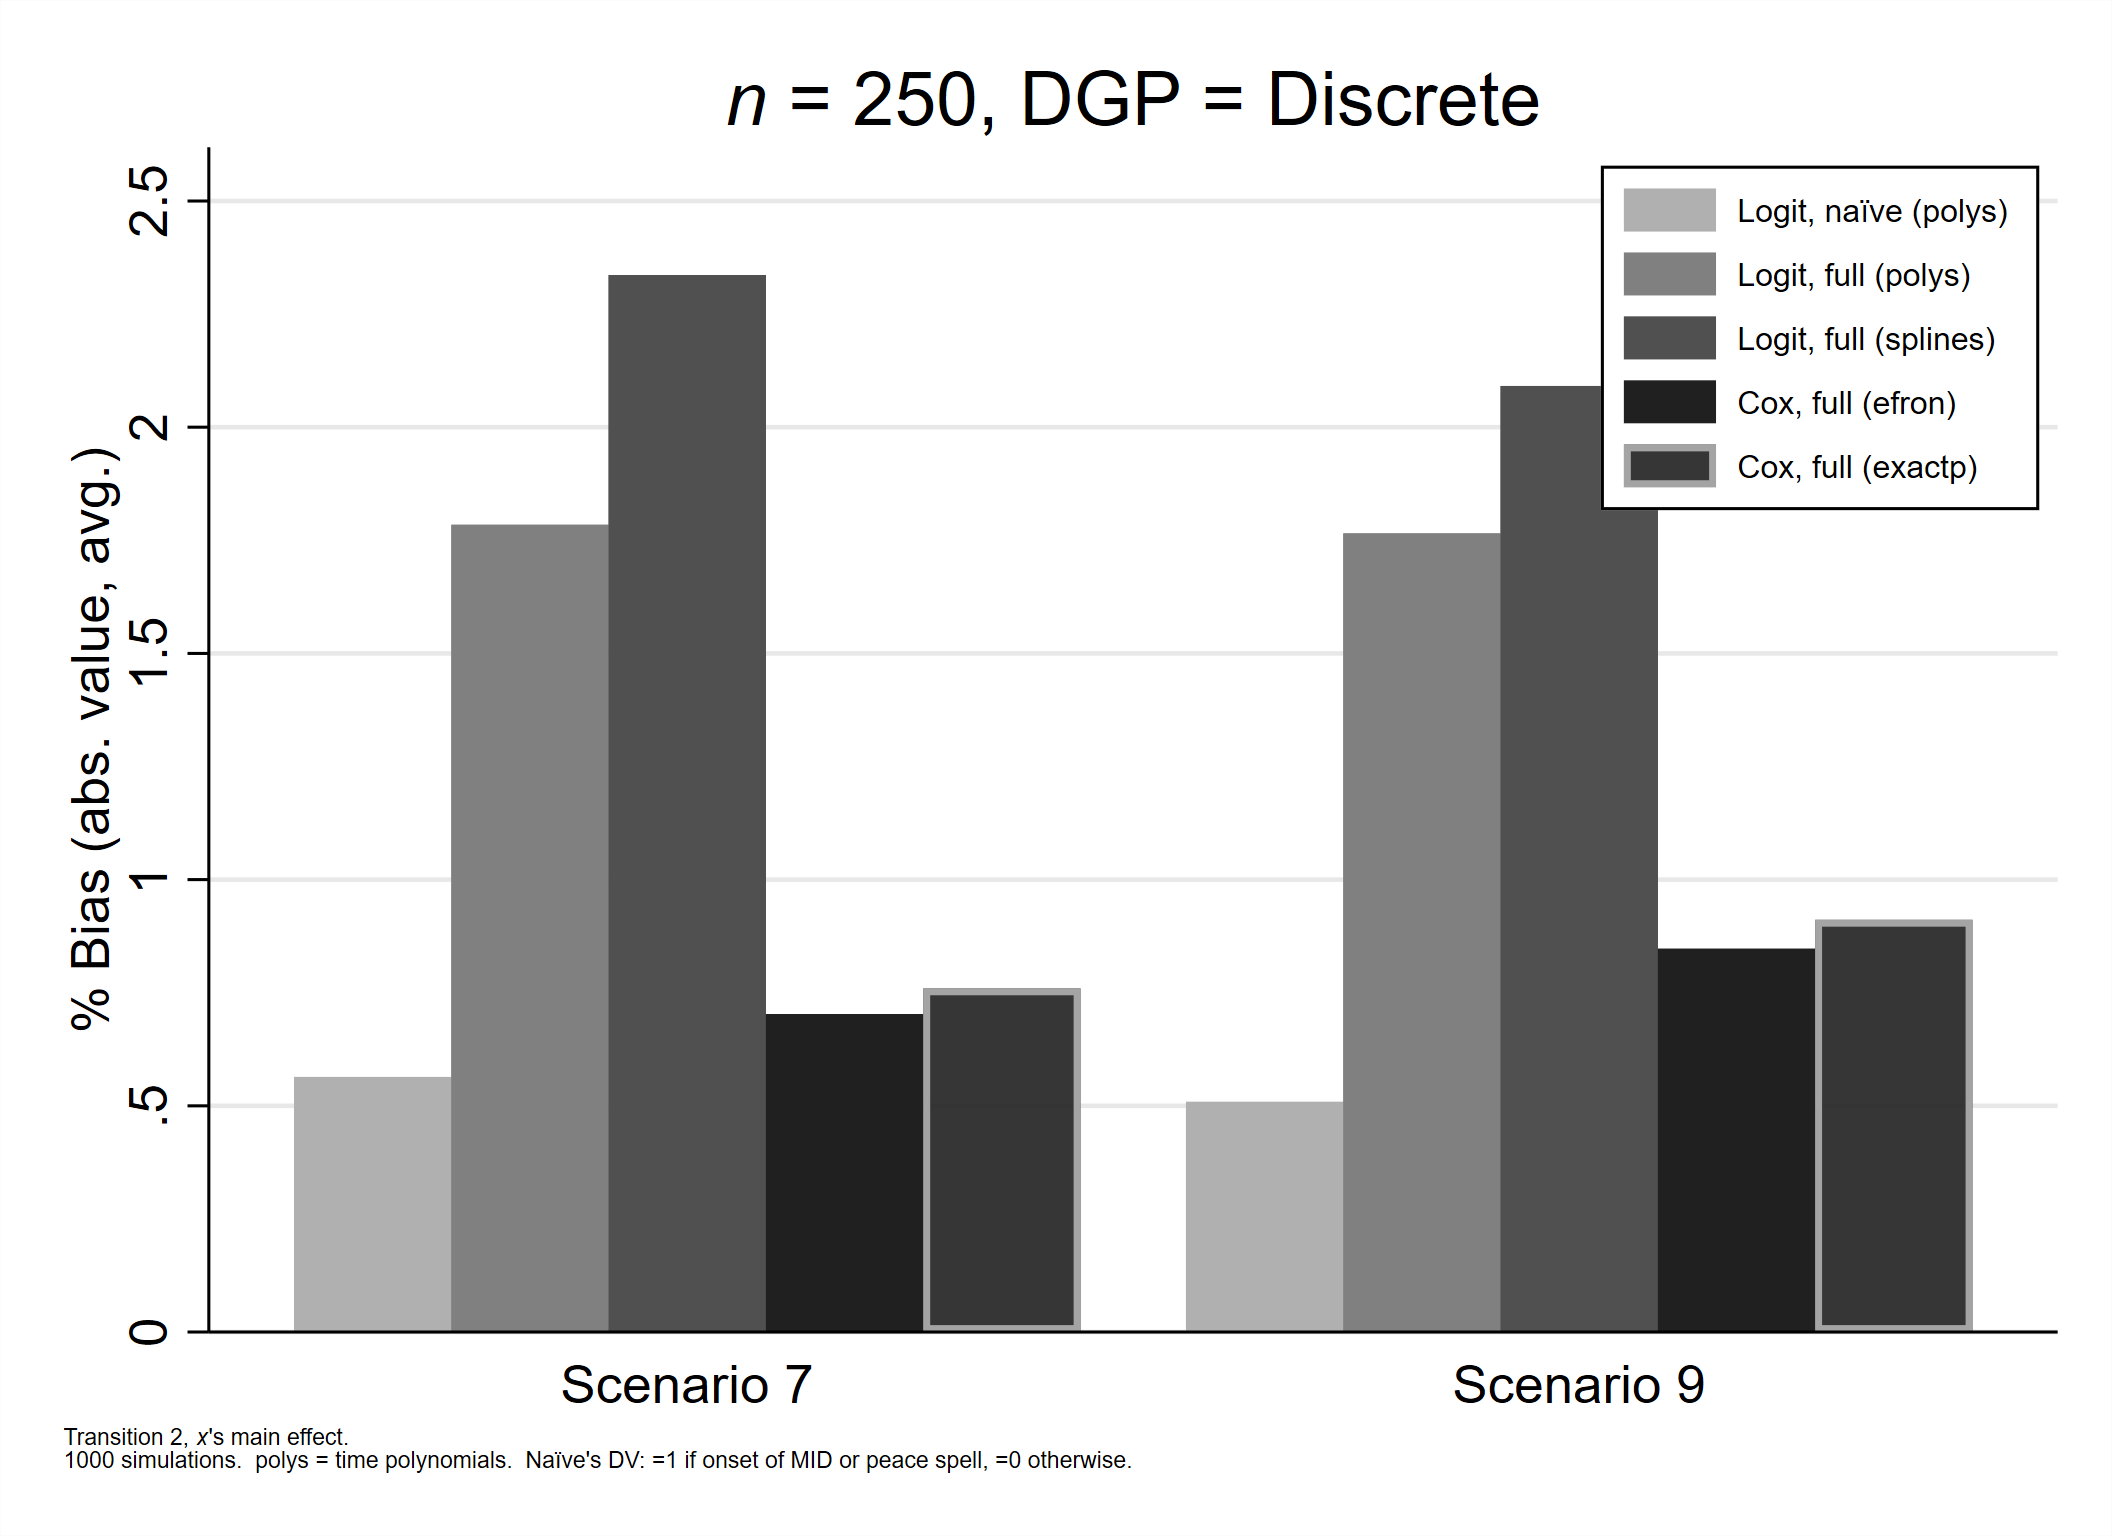 n = 250, DGP = Discrete
% Bias (abs. value, avg.)
2.5
2
1.5
1
.5
0
Logit, naïve (polys)
Logit, full (polys)
Logit, full (splines)
Cox, full (efron)
Cox, full (exactp)
Scenario 7
Scenario 9
Transition 2, x's main effect.
1000 simulations.  polys = time polynomials.  Naïve's DV: =1 if onset of MID or peace spell, =0 otherwise.